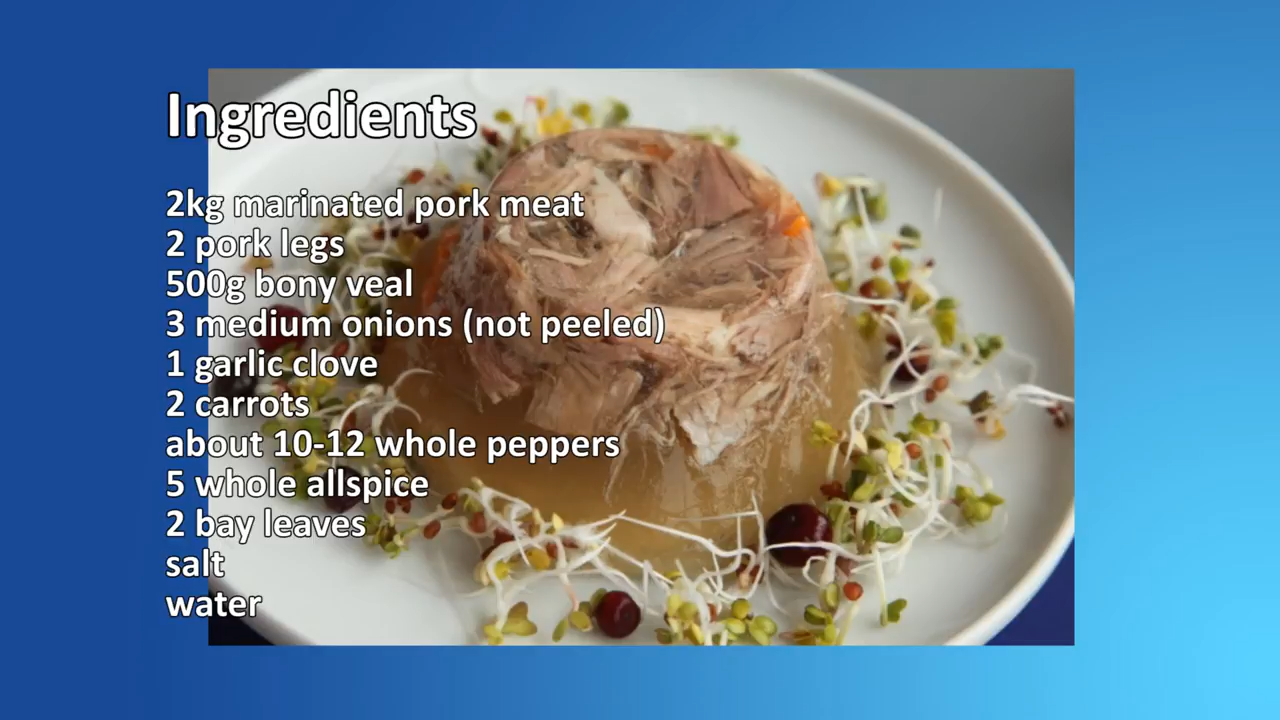 Ingredients
2kg marinated pork meat
2 pork legs
500g bony veal
3 medium onions (not peeled)
1 garlic clove
2 carrots
about 10-12 whole peppers
5 whole allspice
2 bay leaves
salt
water